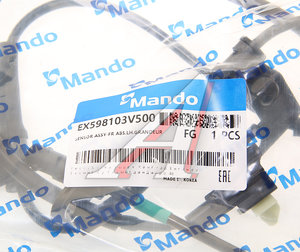 Mando
Mando
EX598103V500
SENSOR ASSY-FR ABS,LH,GRANDEUR
FG 1 PCS
MADE IN KOREA
EAC
Mando
Mando